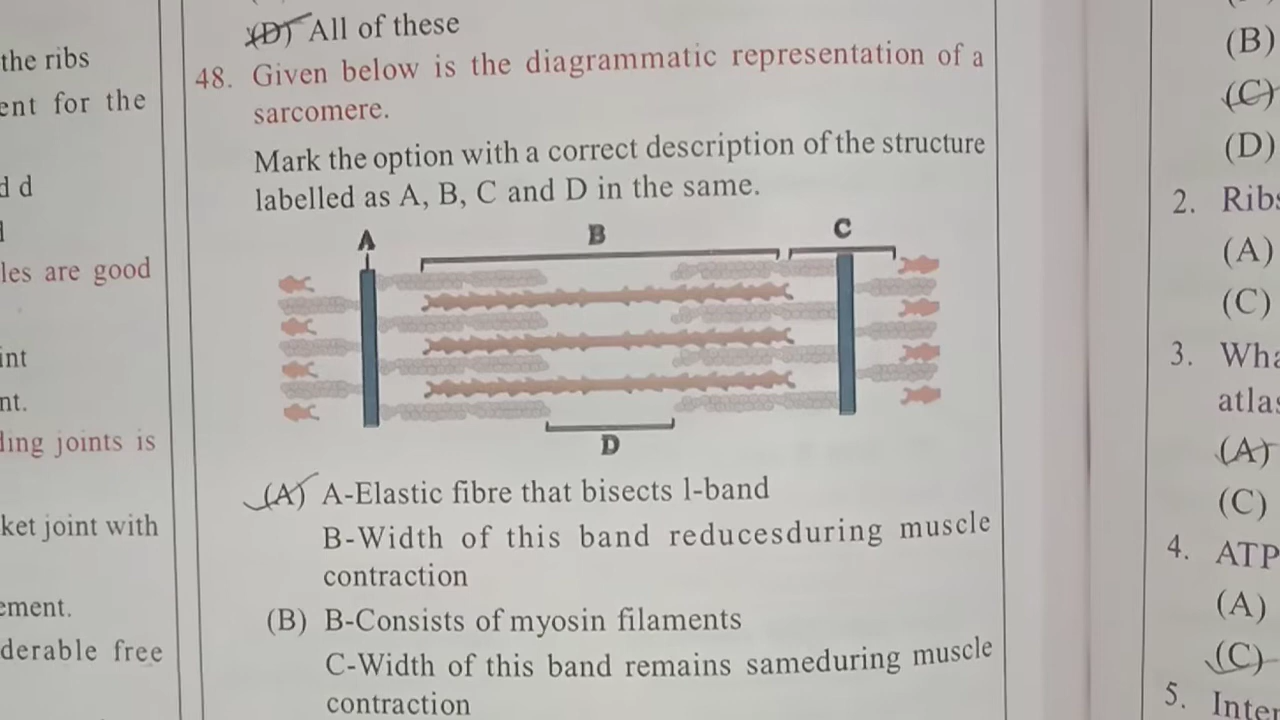 the ribs
ent for the
d d
les are good
int
nt.
ling joints is
ket joint with
ement.
derable free
(D) All of these
48. Given below is the diagrammatic representation of a
sarcomere.
Mark the option with a correct description of the structure
labelled as A, B, C and D in the same.
A B C
D
(A) A-Elastic fibre that bisects l-band
B-Width of this band reducesduring muscle
contraction
(B) B-Consists of myosin filaments
C-Width of this band remains sameduring muscle
contraction
(B)
(C)
(D)
2. Ribs
(A)
(C)
3. Wha
atlas
(A)
(C)
4. ATP
(A)
(C)
5. Inter